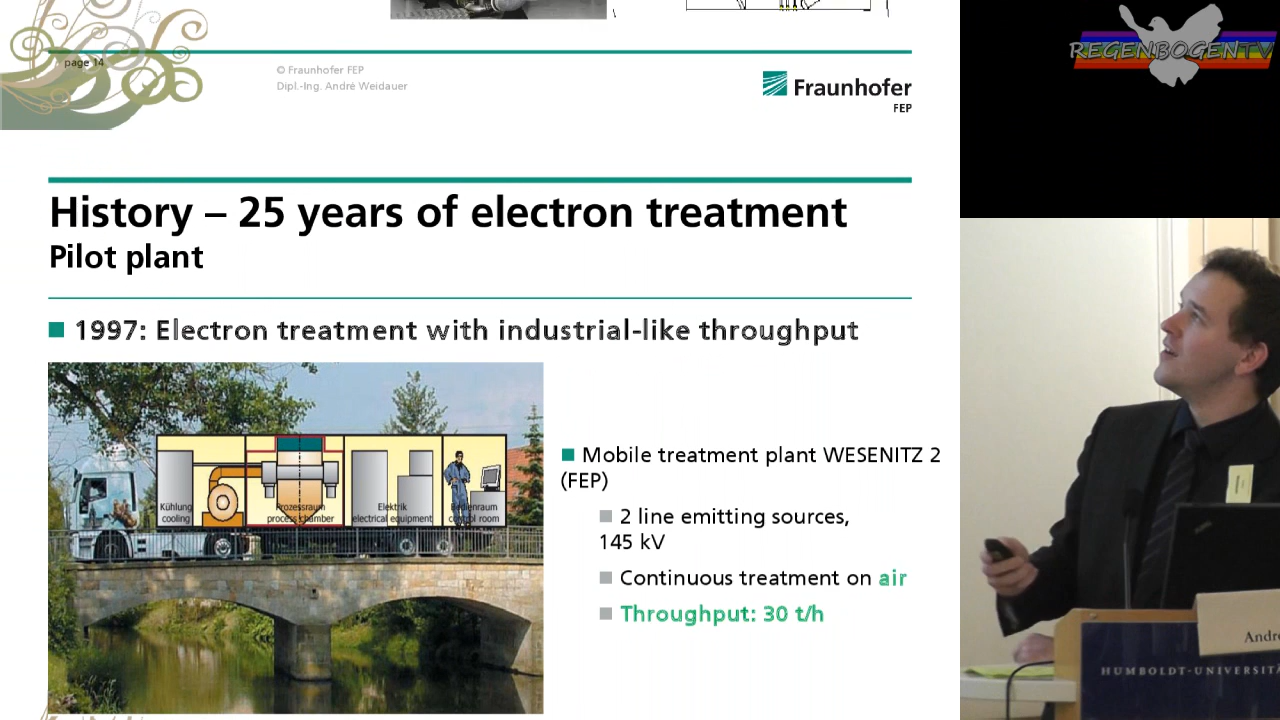 page 14
© Fraunhofer FEP
Dipl.-Ing. André Weidauer
Fraunhofer
FEP
REGENBOGENTV
History – 25 years of electron treatment
Pilot plant
1997: Electron treatment with industrial-like throughput
Kühlung
cooling
Prozessraum
process chamber
Elektrik
electrical equipment
Bedienraum
control room
Mobile treatment plant WESENITZ 2
(FEP)
2 line emitting sources,
145 kV
Continuous treatment on air
Throughput: 30 t/h
Andr
HUMBOLDT-UNIVERSITÄ